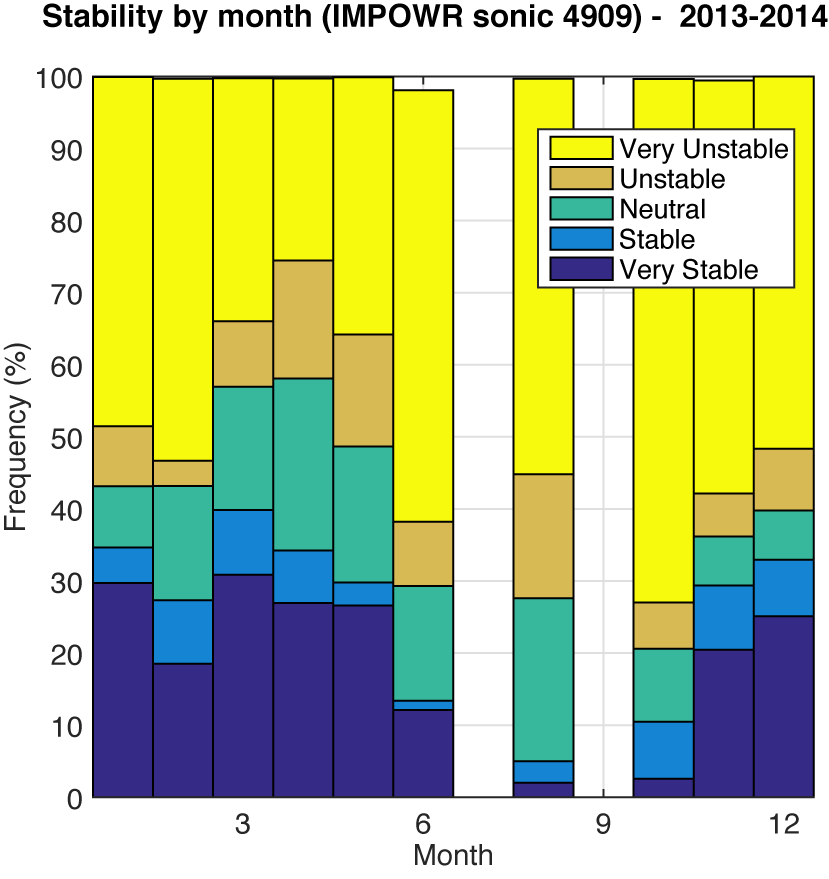 Stability by month (IMPOWR sonic 4909) -  2013-2014
100
90
80
70
60
50
40
30
20
10
0
Frequency (%)
Very Unstable
Unstable
Neutral
Stable
Very Stable
3 6 9 12
Month